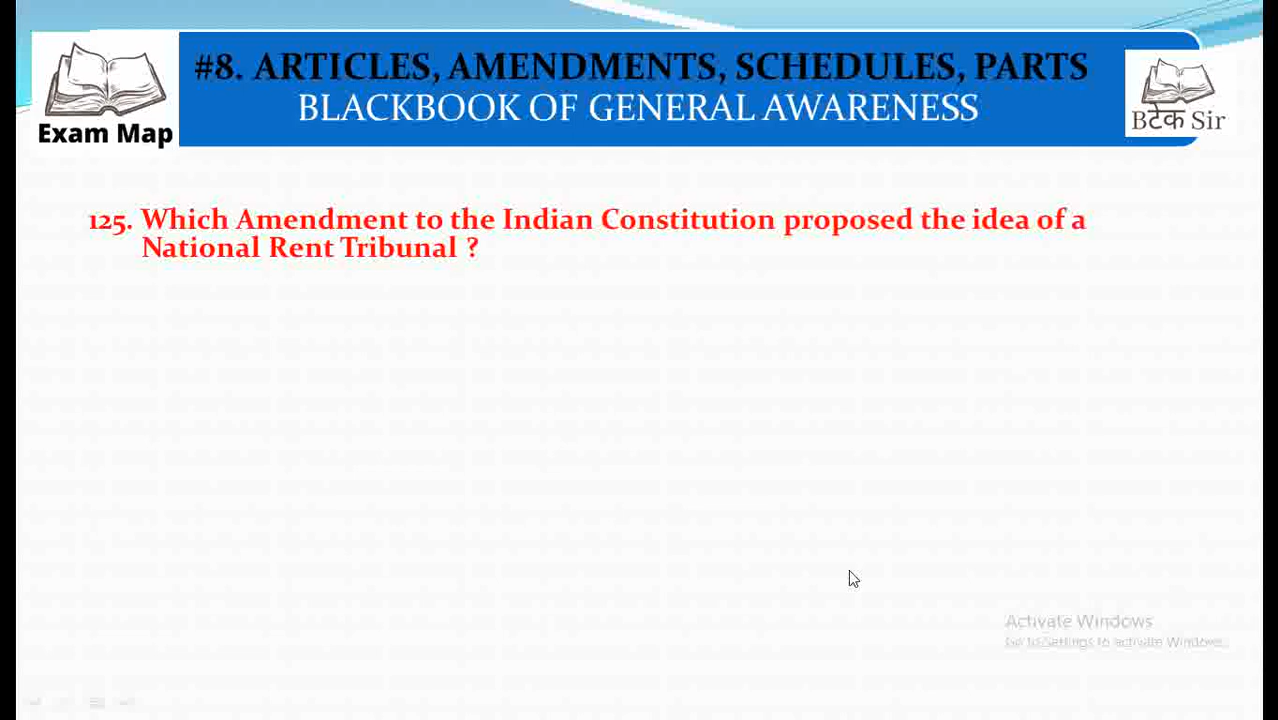 #8. ARTICLES, AMENDMENTS, SCHEDULES, PARTS
BLACKBOOK OF GENERAL AWARENESS
Exam Map
Bटेक Sir
125. Which Amendment to the Indian Constitution proposed the idea of a
National Rent Tribunal ?
Activate Windows
Go to Settings to activate Windows.